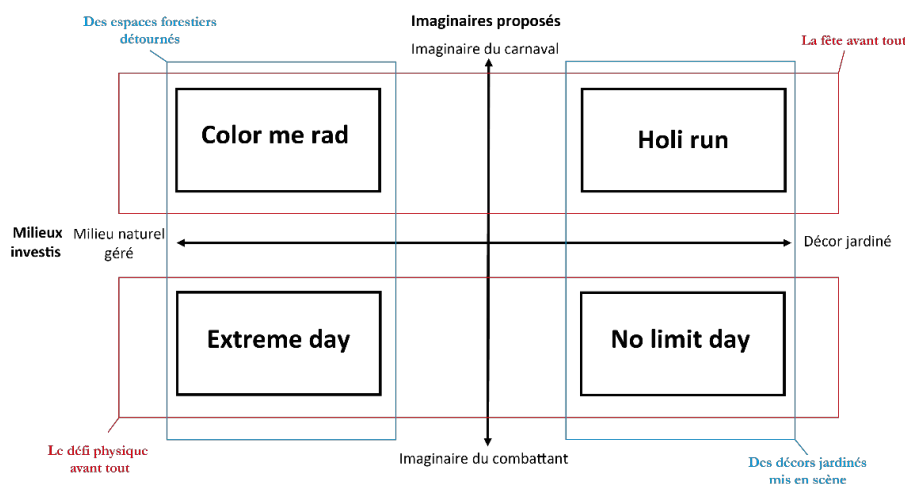 Des espaces forestiers
détournés
Imaginaires proposés
Imaginaire du carnaval
La fête avant tout
Color me rad
Holi run
Milieux
investis
Milieu naturel
géré
Décor jardiné
Extreme day
No limit day
Le défi physique
avant tout
Imaginaire du combattant
Des décors jardinés
mis en scène